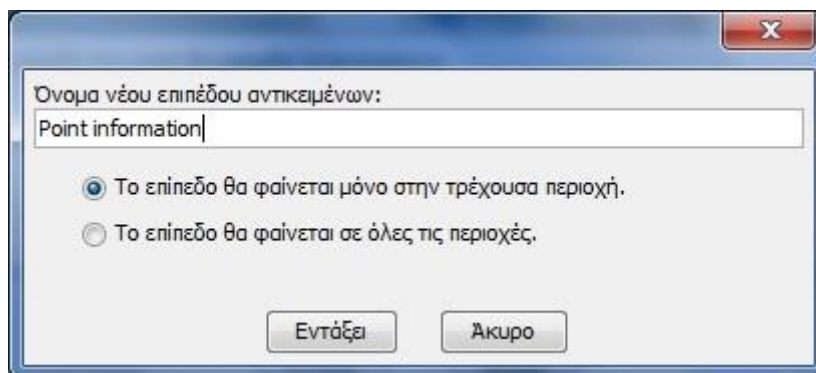 Όνομα νέου επιπέδου αντικειμένων:
Point information
Το επίπεδο θα φαίνεται μόνο στην τρέχουσα περιοχή.
Το επίπεδο θα φαίνεται σε όλες τις περιοχές.
Εντάξει Άκυρο